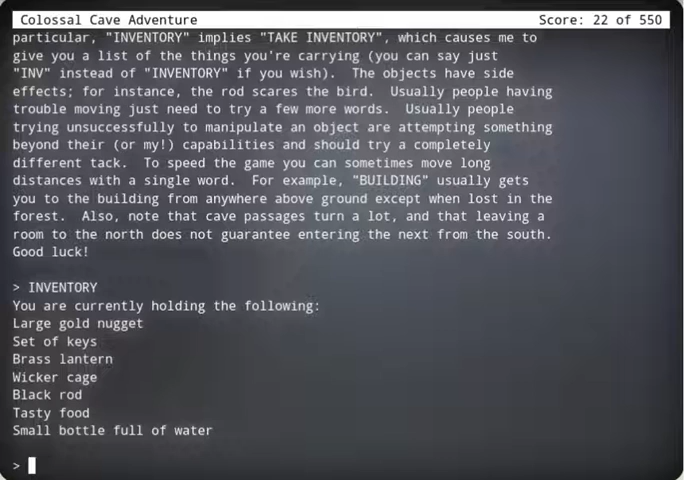 Colossal Cave Adventure Score: 22 of 550
particular, "INVENTORY" implies "TAKE INVENTORY", which causes me to
give you a list of the things you're carrying (you can say just
"INV" instead of "INVENTORY" if you wish). The objects have side
effects; for instance, the rod scares the bird. Usually people having
trouble moving just need to try a few more words. Usually people
trying unsuccessfully to manipulate an object are attempting something
beyond their (or my!) capabilities and should try a completely
different tack. To speed the game you can sometimes move long
distances with a single word. For example, "BUILDING" usually gets
you to the building from anywhere above ground except when lost in the
forest. Also, note that cave passages turn a lot, and that leaving a
room to the north does not guarantee entering the next from the south.
Good luck!
> INVENTORY
You are currently holding the following:
Large gold nugget
Set of keys
Brass lantern
Wicker cage
Black rod
Tasty food
Small bottle full of water
>